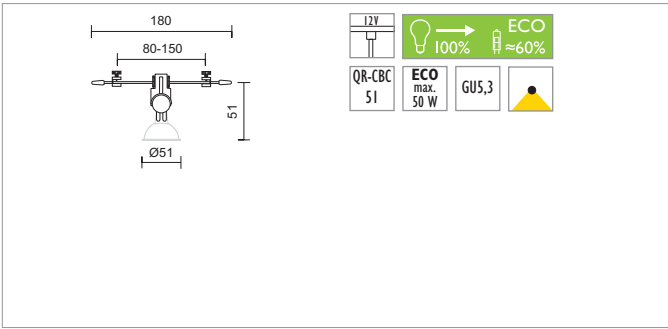 180
80-150
51
Ø51
12V
100%
ECO
≈60%
QR-CBC
51
ECO
max.
50 W
GU5,3